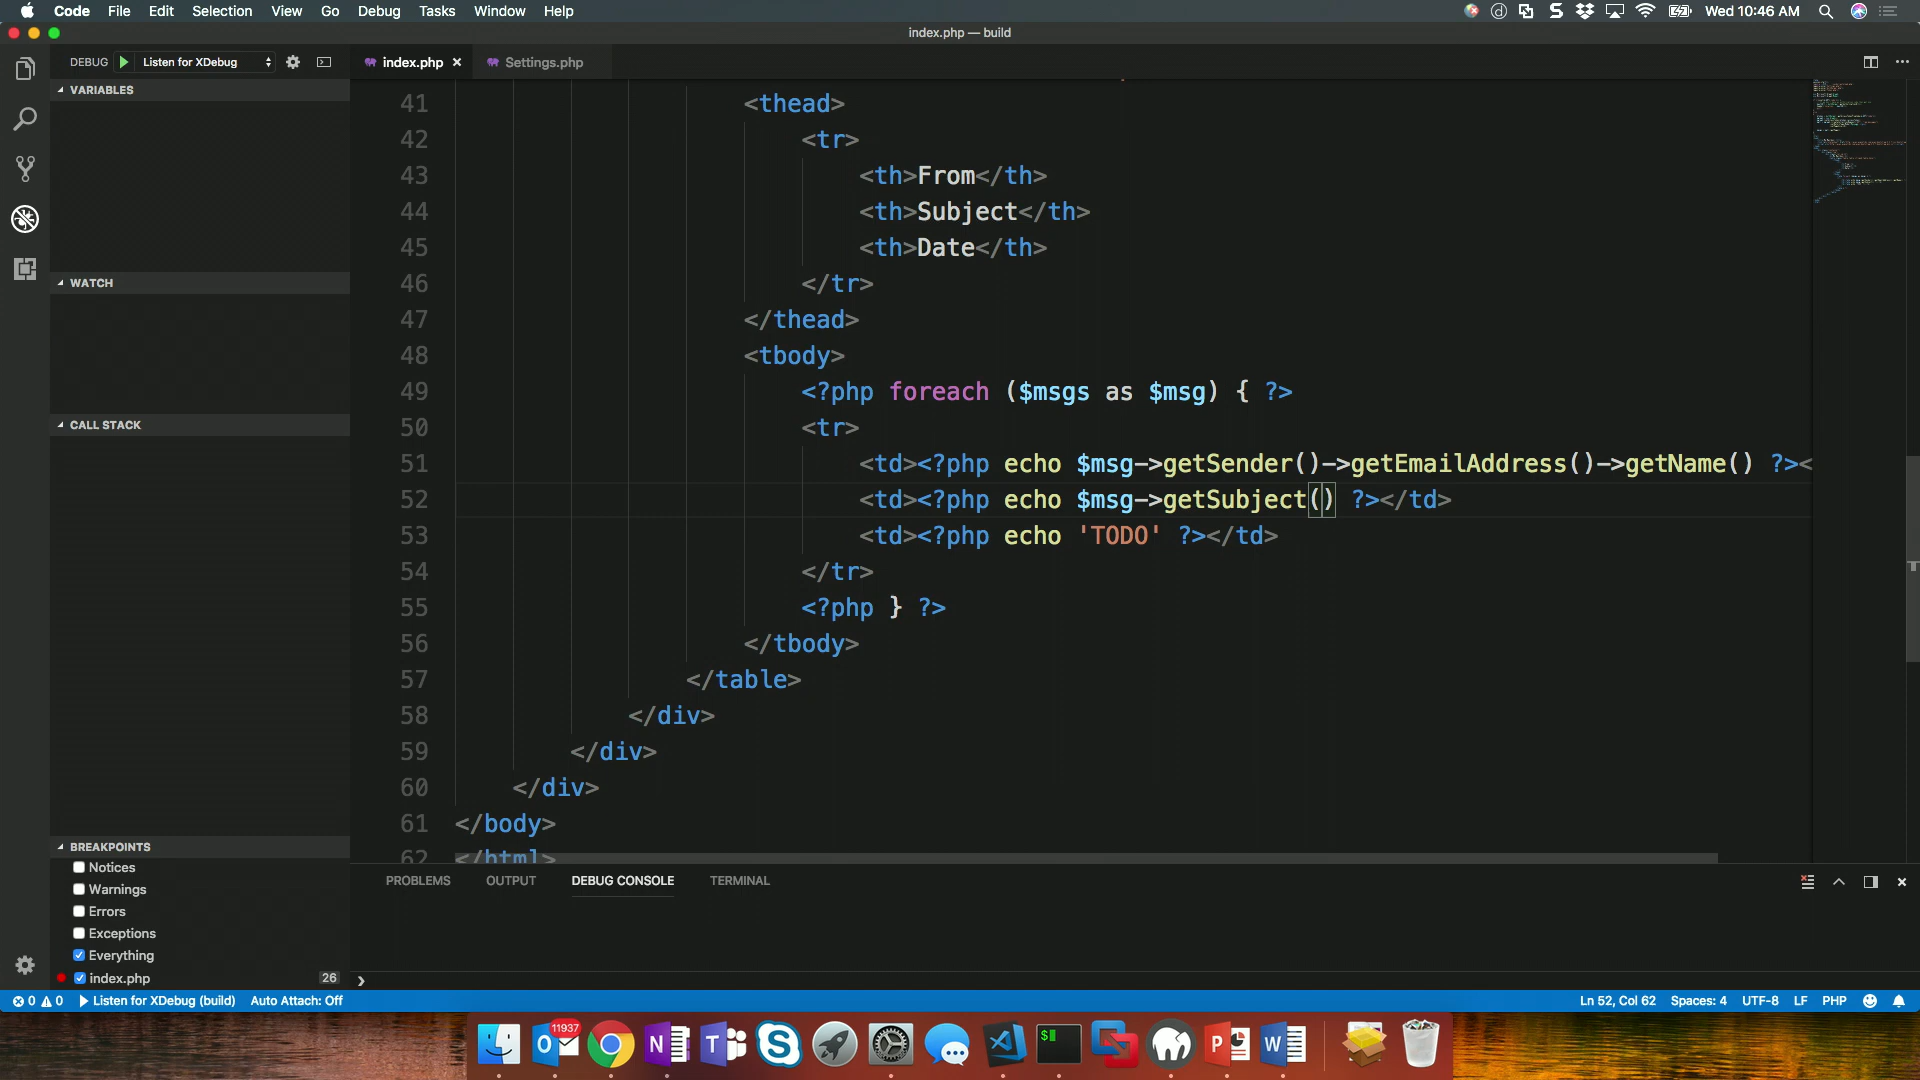 Code File Edit Selection View Go Debug Tasks Window Help Wed 10:46 AM
index.php — build
DEBUG Listen for XDebug
index.php Settings.php
VARIABLES
WATCH
CALL STACK
BREAKPOINTS
Notices
Warnings
Errors
Exceptions
Everything
index.php 26
41 <thead>
42 <tr>
43 <th>From</th>
44 <th>Subject</th>
45 <th>Date</th>
46 </tr>
47 </thead>
48 <tbody>
49 <?php foreach ($msgs as $msg) { ?>
50 <tr>
51 <td><?php echo $msg->getSender()->getEmailAddress()->getName() ?><
52 <td><?php echo $msg->getSubject() ?></td>
53 <td><?php echo 'TODO' ?></td>
54 </tr>
55 <?php } ?>
56 </tbody>
57 </table>
58 </div>
59 </div>
60 </div>
61 </body>
62 </html>
PROBLEMS OUTPUT DEBUG CONSOLE TERMINAL
0 0 Listen for XDebug (build) Auto Attach: Off Ln 52, Col 62 Spaces: 4 UTF-8 LF PHP
11937